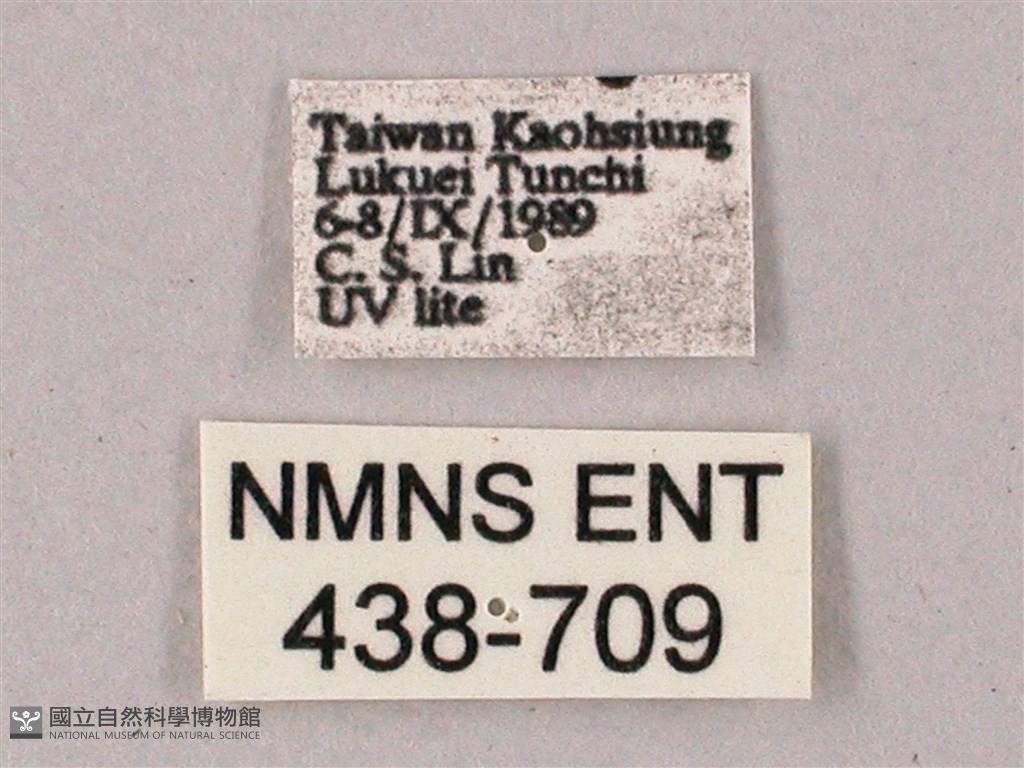 Taiwan Kaohsiung
Lukuei Tunchi
6-8/IX/1989
C. S. Lin
UV lite
NMNS ENT
438-709
國立自然科學博物館
NATIONAL MUSEUM OF NATURAL SCIENCE